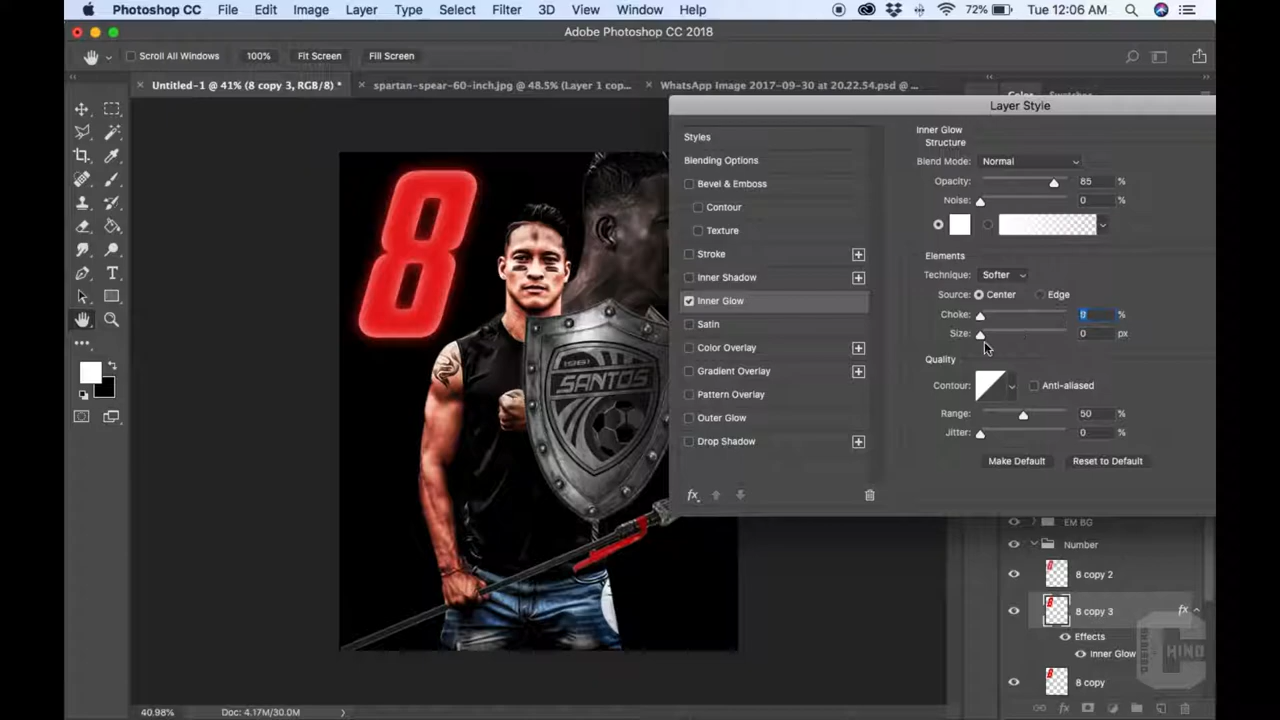 Photoshop CC File Edit Image Layer Type Select Filter 3D View Window Help 72% Tue 12:06 AM
Adobe Photoshop CC 2018
Scroll All Windows 100% Fit Screen Fill Screen
Untitled-1 @ 41% (8 copy 3, RGB/8) * spartan-spear-60-inch.jpg @ 48.5% (Layer 1 cop... WhatsApp Image 2017-09-30 at 20.22.54.psd @ ...
Layer Style
Styles
Blending Options
Bevel & Emboss
Contour
Texture
Stroke
Inner Shadow
Inner Glow
Satin
Color Overlay
Gradient Overlay
Pattern Overlay
Outer Glow
Drop Shadow
fx
Inner Glow
Structure
Blend Mode: Normal
Opacity: 85 %
Noise: 0 %
Elements
Technique: Softer
Source: Center Edge
Choke: 0 %
Size: 0 px
Quality
Contour: Anti-aliased
Range: 50 %
Jitter: 0 %
Make Default Reset to Default
8
SANTOS
EM BG
Number
8 copy 2
8 copy 3 fx
Effects
Inner Glow
8 copy
CHINO
40.98% Doc: 4.17M/30.0M